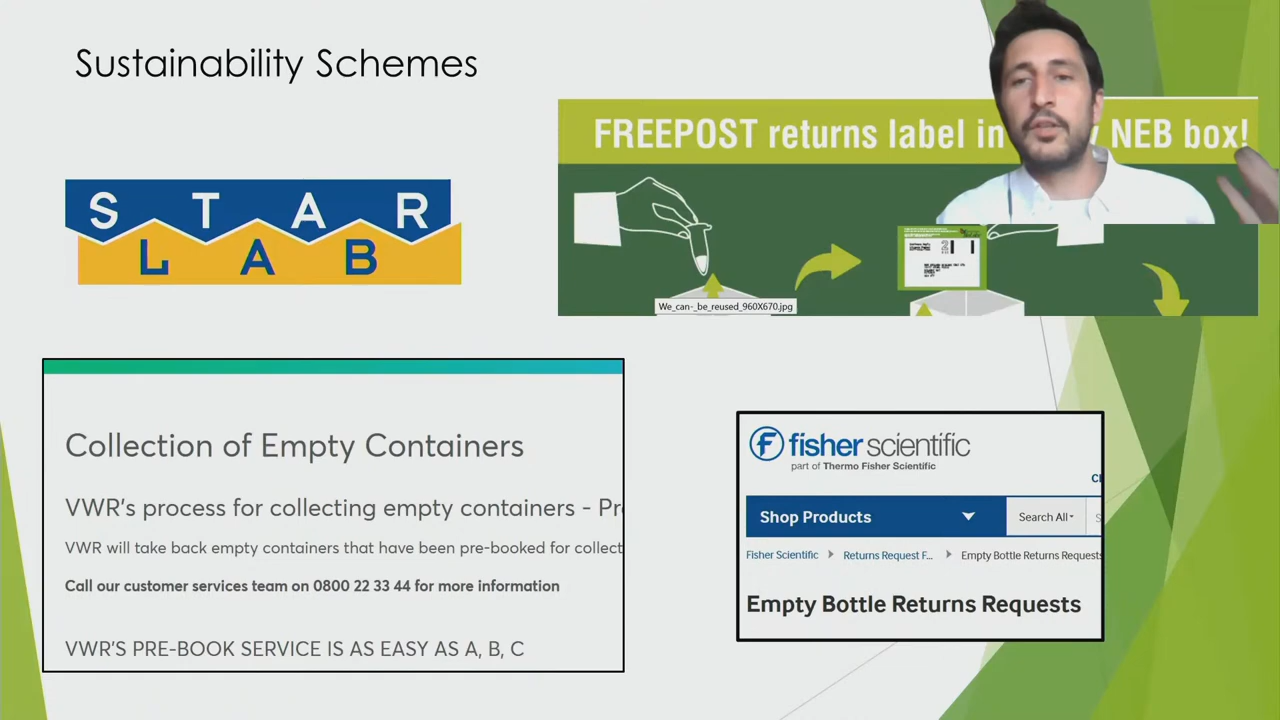 Sustainability Schemes
FREEPOST returns label in NEB box!
STAR
LAB
We_can-_be_reused_960X670.jpg
Collection of Empty Containers
VWR's process for collecting empty containers - Pr
VWR will take back empty containers that have been pre-booked for collect
Call our customer services team on 0800 22 33 44 for more information
VWR'S PRE-BOOK SERVICE IS AS EASY AS A, B, C
fisher scientific
part of Thermo Fisher Scientific
Shop Products
Search All
Fisher Scientific
Returns Request F...
Empty Bottle Returns Requests
Empty Bottle Returns Requests